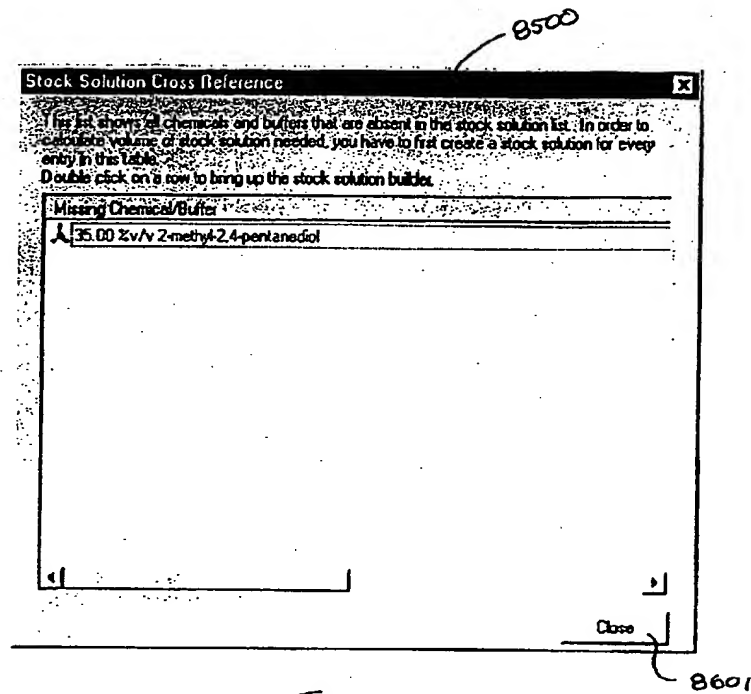 8500
Stock Solution Cross Reference
This list shows all chemicals and buffers that are absent in the stock solution list. In order to
calculate volume of stock solution needed, you have to first create a stock solution for every
entry in this table.
Double click on a row to bring up the stock solution builder.
Missing Chemical/Buffer
35.00 %v/v 2-methyl-2,4-pentanediol
Close
8601